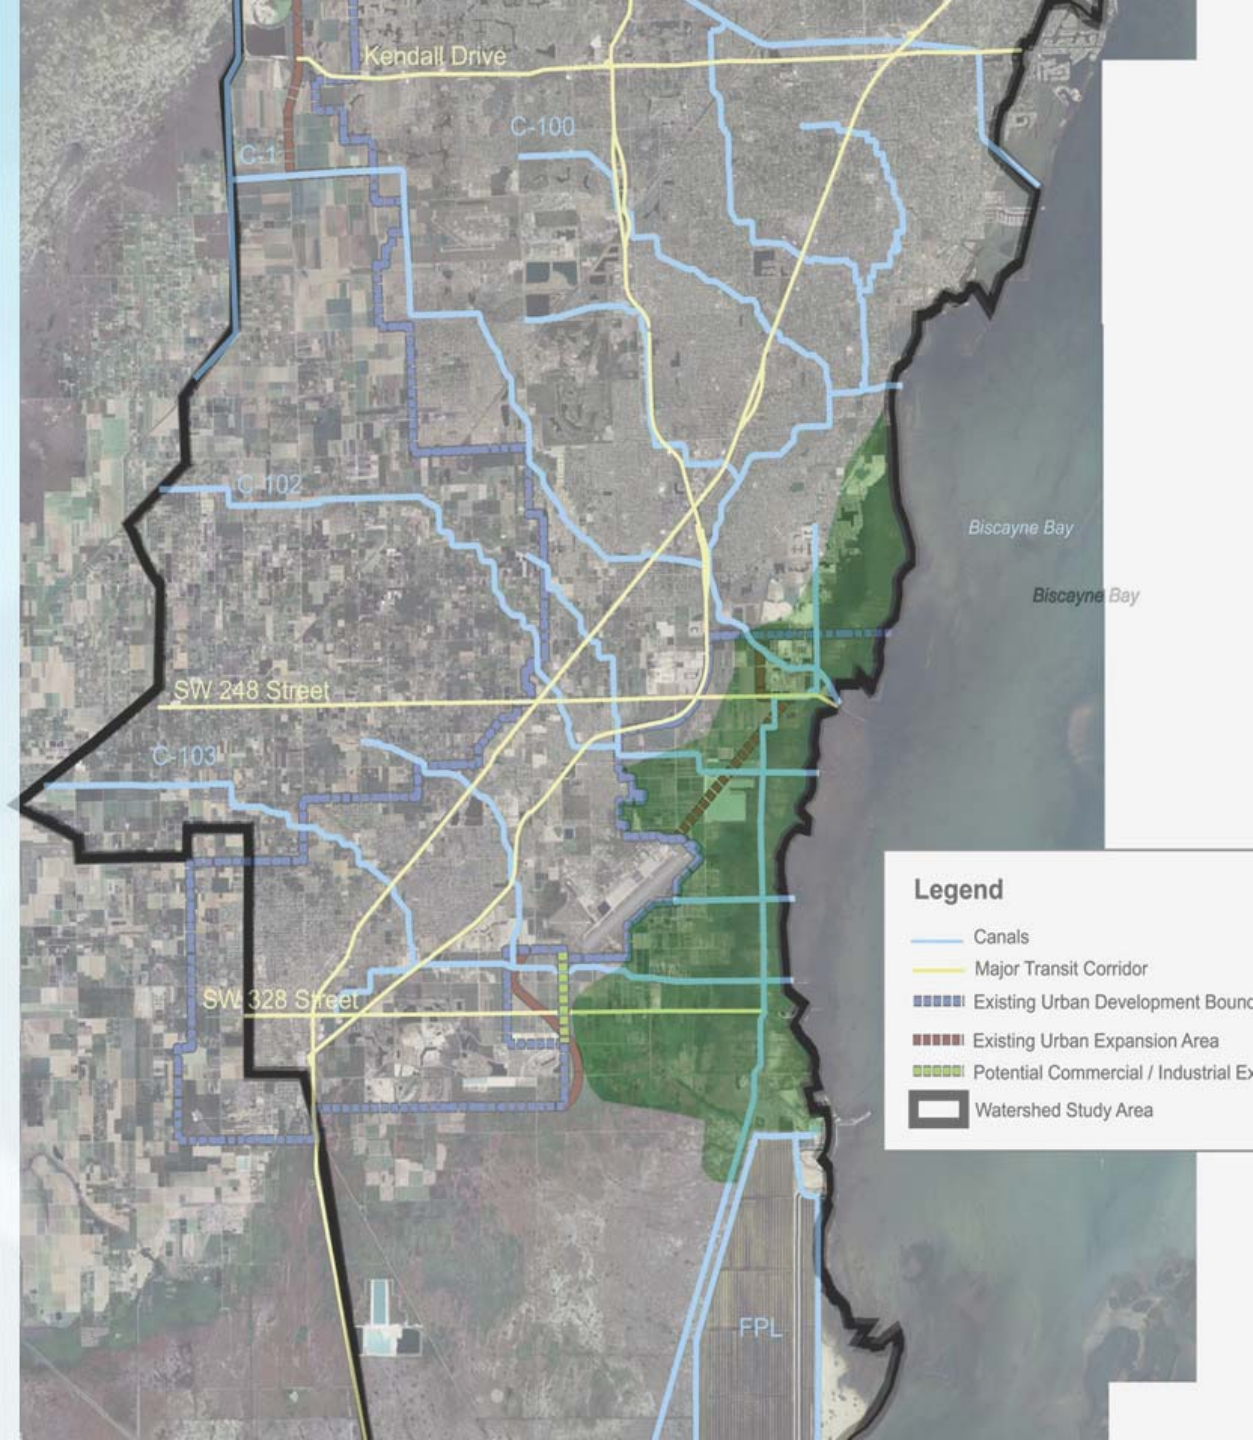 Kendall Drive
C-100
C-1
C-102
Biscayne Bay
Biscayne Bay
SW 248 Street
C-103
Legend
Canals
Major Transit Corridor
SW 328 Street
Existing Urban Development Bound
Existing Urban Expansion Area
Potential Commercial / Industrial Ex
Watershed Study Area
FPL